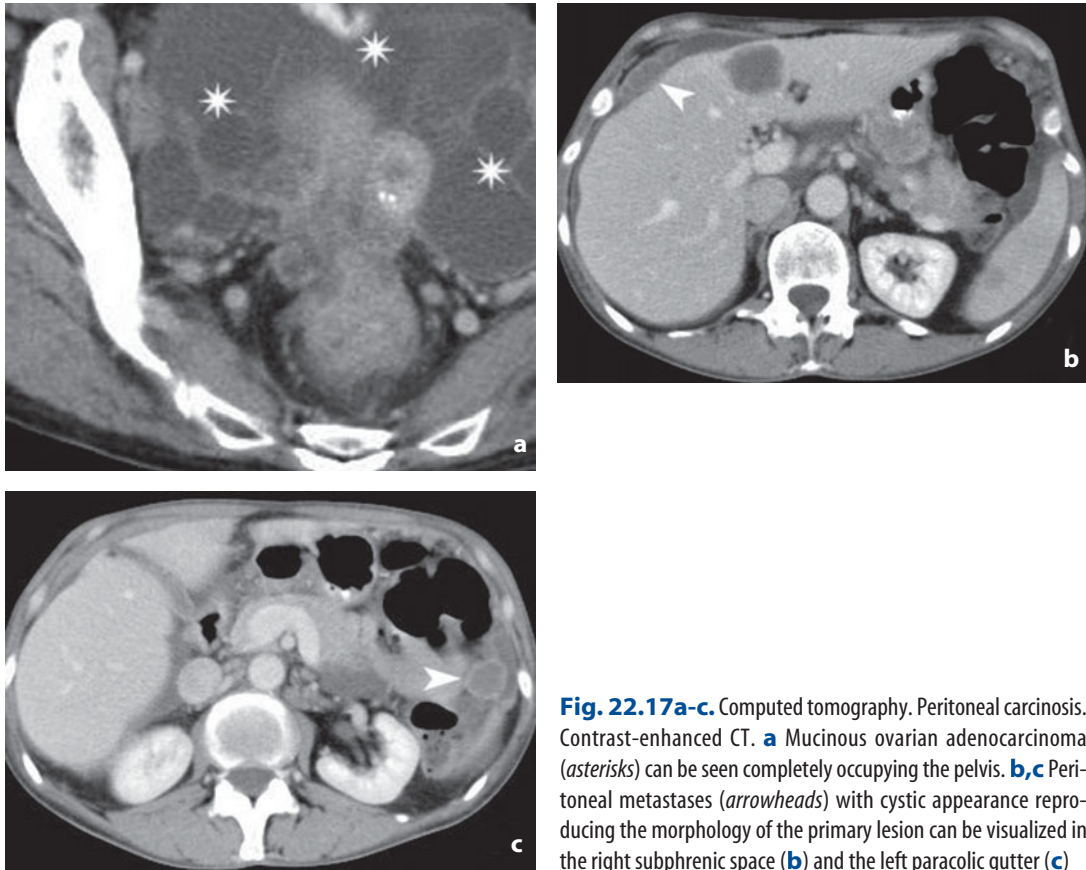 a
b
c
Fig. 22.17a-c. Computed tomography. Peritoneal carcinosis.
Contrast-enhanced CT. a Mucinous ovarian adenocarcinoma
(asterisks) can be seen completely occupying the pelvis. b,c Peri-
toneal metastases (arrowheads) with cystic appearance repro-
ducing the morphology of the primary lesion can be visualized in
the right subphrenic space (b) and the left paracolic gutter (c)